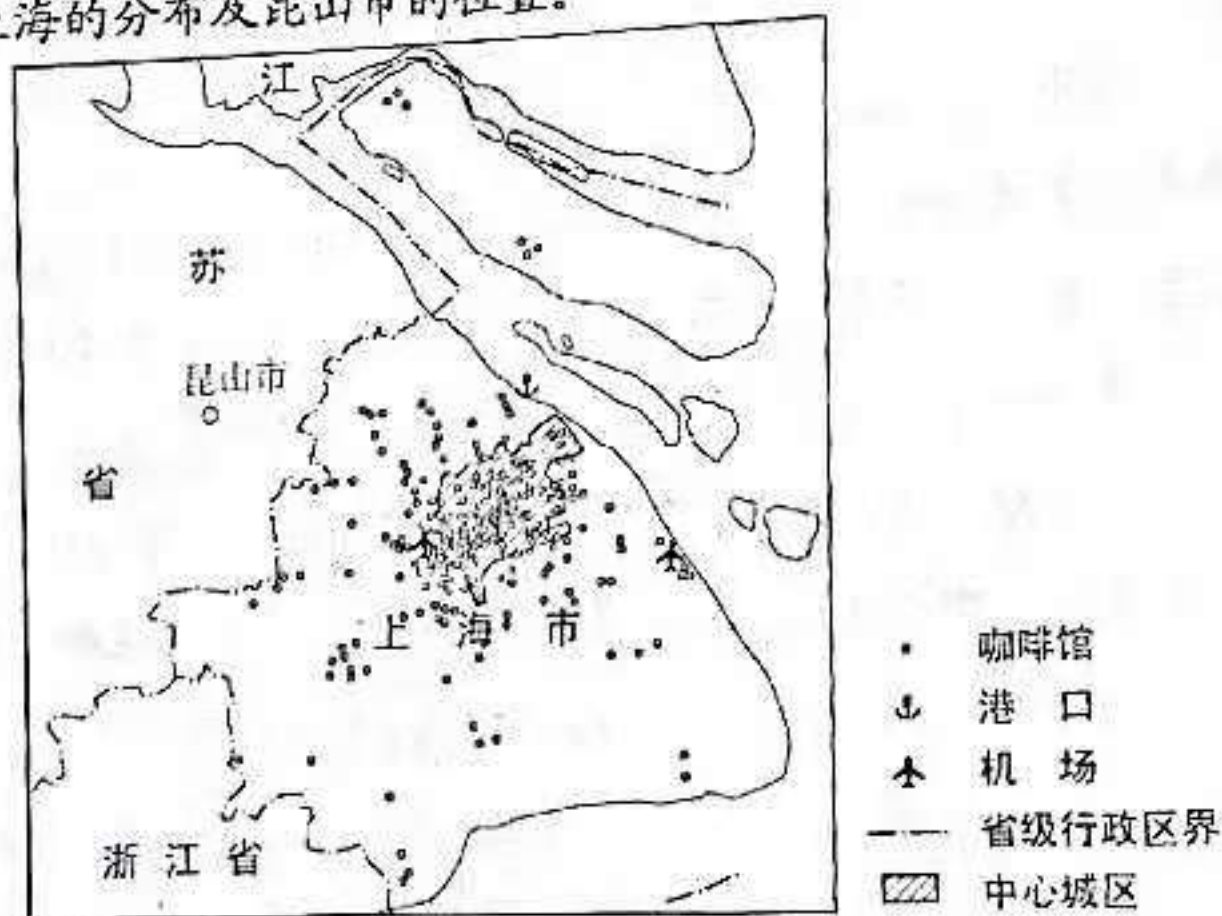 上海的分布及昆山市的位置。
江
苏
昆山市
省
上海市
浙江省
咖啡馆
港口
机场
省级行政区界
中心城区